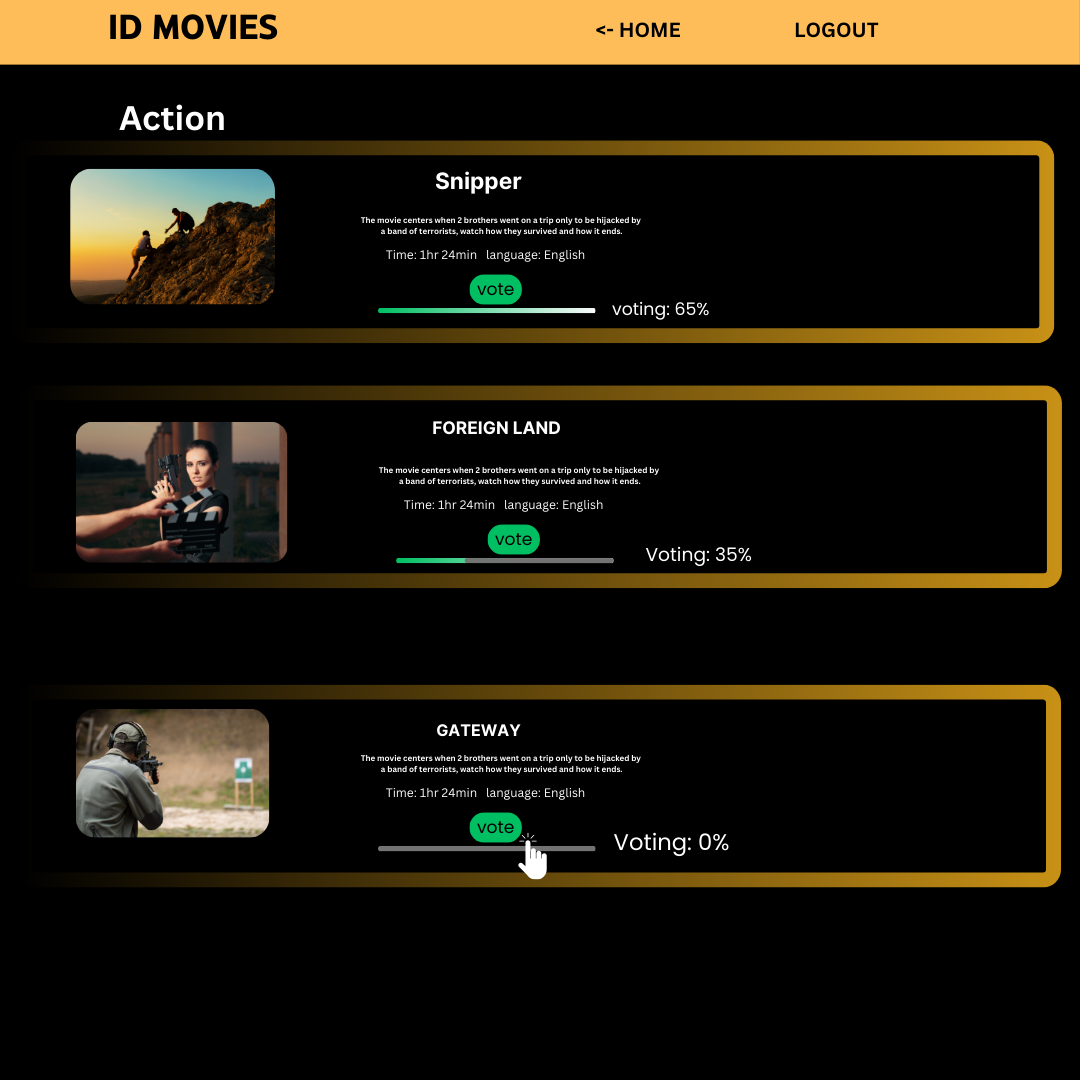 ID MOVIES
<- HOME
LOGOUT
Action
Snipper
The movie centers when 2 brothers went on a trip only to be hijacked by
a band of terrorists, watch how they survived and how it ends.
Time: 1hr 24min language: English
vote
voting: 65%
FOREIGN LAND
The movie centers when 2 brothers went on a trip only to be hijacked by
a band of terrorists, watch how they survived and how it ends.
Time: 1hr 24min language: English
vote
Voting: 35%
GATEWAY
The movie centers when 2 brothers went on a trip only to be hijacked by
a band of terrorists, watch how they survived and how it ends.
Time: 1hr 24min language: English
vote
Voting: 0%